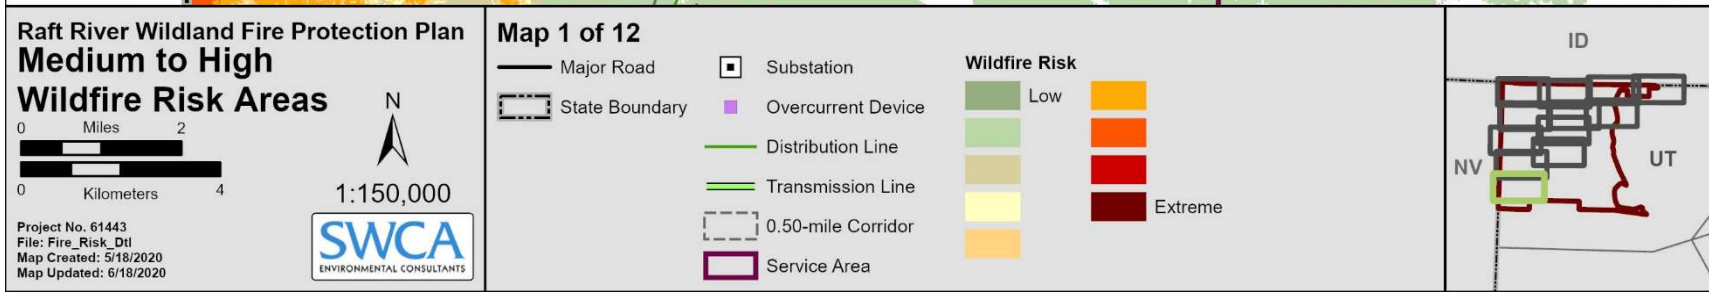 Raft River Wildland Fire Protection Plan
Medium to High
Wildfire Risk Areas
N
0 Miles 2
0 Kilometers 4
1:150,000
Project No. 61443
File: Fire_Risk_Dtl
Map Created: 5/18/2020
Map Updated: 6/18/2020
SWCA
ENVIRONMENTAL CONSULTANTS
Map 1 of 12
Major Road
State Boundary
Substation
Overcurrent Device
Distribution Line
Transmission Line
0.50-mile Corridor
Service Area
Wildfire Risk
Low
Extreme
ID
NV
UT